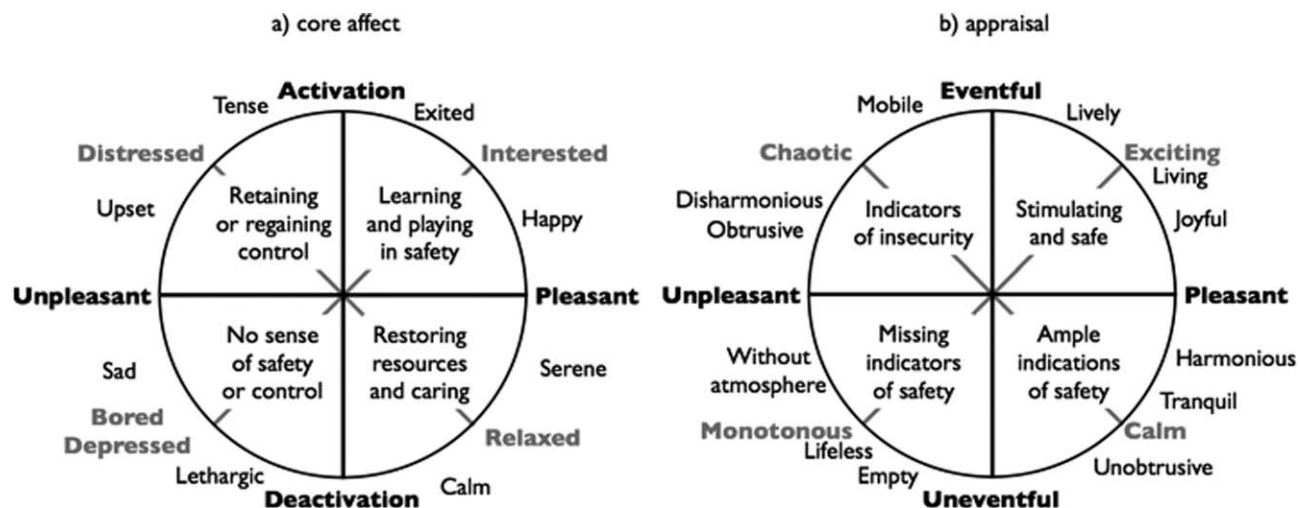 a) core affect
Activation
Tense
Exited
Distressed
Interested
Upset
Happy
Retaining
or regaining
control
Learning
and playing
in safety
Unpleasant
Pleasant
No sense
of safety
or control
Restoring
resources
and caring
Sad
Serene
Bored
Depressed
Relaxed
Lethargic
Calm
Deactivation
b) appraisal
Eventful
Mobile
Lively
Chaotic
Exciting
Living
Disharmonious
Obtrusive
Joyful
Indicators
of insecurity
Stimulating
and safe
Unpleasant
Pleasant
Missing
indicators
of safety
Ample
indications
of safety
Without
atmosphere
Harmonious
Tranquil
Monotonous
Calm
Lifeless
Empty
Unobtrusive
Uneventful